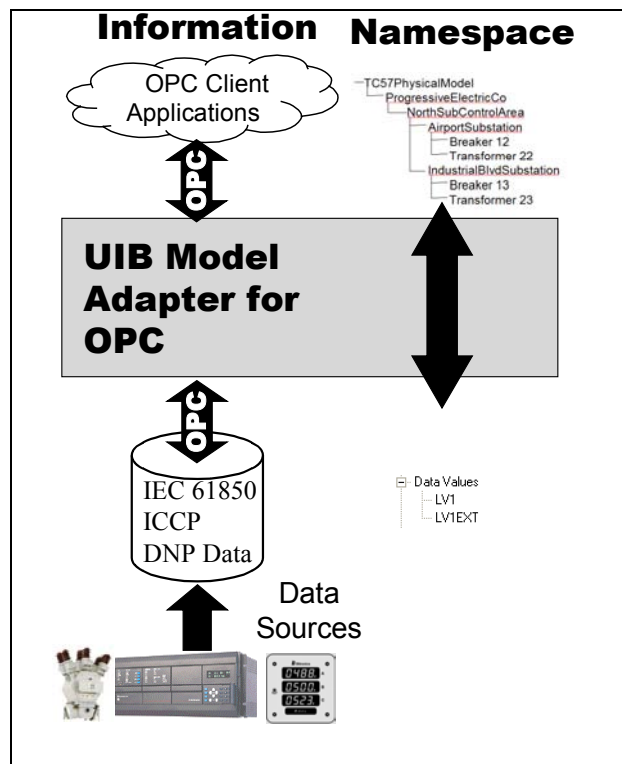 Information
Namespace
OPC Client
Applications
TC57PhysicalModel
ProgressiveElectricCo
NorthSubControlArea
AirportSubstation
Breaker 12
Transformer 22
IndustrialBlvdSubstation
Breaker 13
Transformer 23
OPC
UIB Model
Adapter for
OPC
OPC
IEC 61850
ICCP
DNP Data
Data Values
LV1
LV1EXT
Data
Sources
0488.
0500.
0523.